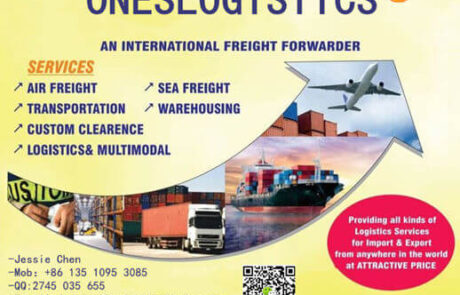 ONESLOGISTICS
AN INTERNATIONAL FREIGHT FORWARDER
SERVICES
↗ AIR FREIGHT ↗ SEA FREIGHT
↗ TRANSPORTATION ↗ WAREHOUSING
↗ CUSTOM CLEARENCE
↗ LOGISTICS& MULTIMODAL
Providing all kinds of
Logistics Services
for Import & Export
from anywhere in the world
at ATTRACTIVE PRICE
-Jessie Chen
-Mob: +86 135 1095 3085
-QQ:2745 035 655